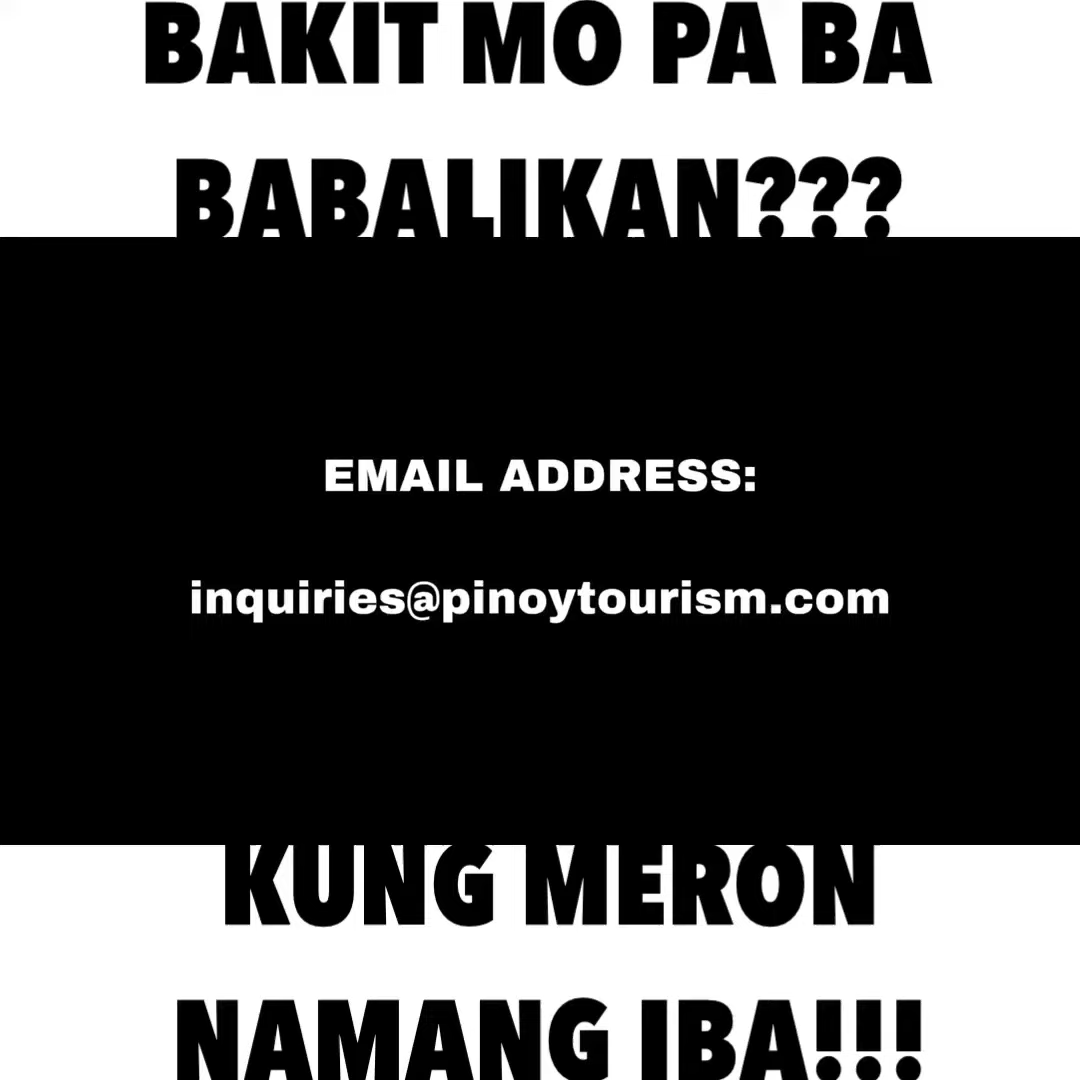 BAKIT MO PA BA
BABALIKAN???
EMAIL ADDRESS:
inquiries@pinoytourism.com
KUNG MERON
NAMANG IBA!!!